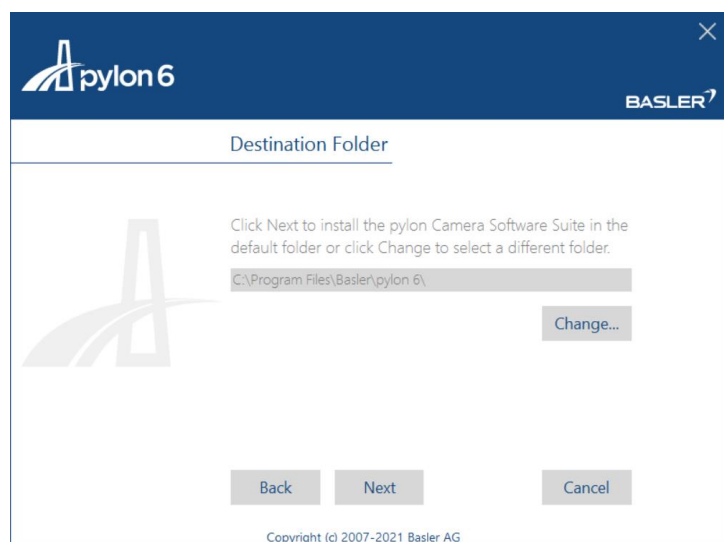 pylon 6
BASLER
Destination Folder
Click Next to install the pylon Camera Software Suite in the
default folder or click Change to select a different folder.
C:\Program Files\Basler\pylon 6\
Change...
Back
Next
Cancel
Copyright (c) 2007-2021 Basler AG